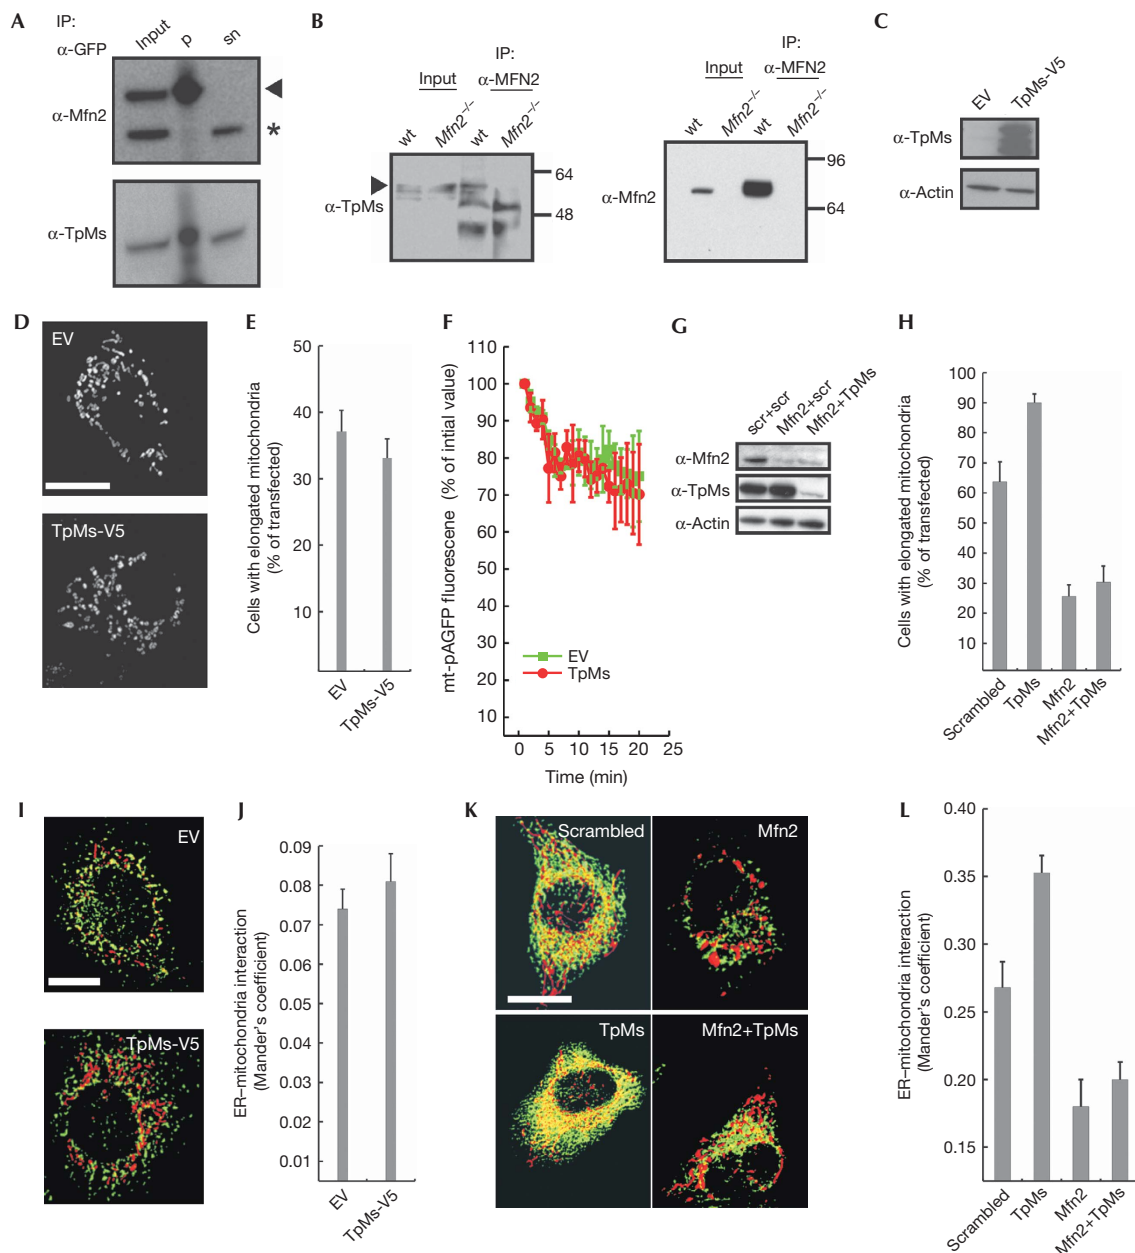 A
IP:
α-GFP
Input
p
sn
α-Mfn2
*
α-TpMs
B
Input
IP:
α-MFN2
wt
Mfn2⁻/⁻
wt
Mfn2⁻/⁻
α-TpMs
64
48
Input
IP:
α-MFN2
wt
Mfn2⁻/⁻
wt
Mfn2⁻/⁻
α-Mfn2
96
64
C
EV
TpMs-V5
α-TpMs
α-Actin
D
EV
TpMs-V5
E
Cells with elongated mitochondria
(% of transfected)
50
40
30
20
10
EV
TpMs-V5
F
mt-pAGFP fluorescene (% of intial value)
110
100
90
80
70
60
50
40
30
20
10
EV
TpMs
0 5 10 15 20 25
Time (min)
G
scr+scr
Mfn2+scr
Mfn2+TpMs
α-Mfn2
α-TpMs
α-Actin
H
Cells with elongated mitochondria
(% of transfected)
100
90
80
70
60
50
40
30
20
10
Scrambled
TpMs
Mfn2
Mfn2+TpMs
I
EV
TpMs-V5
J
ER–mitochondria interaction
(Mander's coefficient)
0.09
0.08
0.07
0.06
0.05
0.04
0.03
0.02
0.01
EV
TpMs-V5
K
Scrambled
Mfn2
TpMs
Mfn2+TpMs
L
ER–mitochondria interaction
(Mander's coefficient)
0.40
0.35
0.30
0.25
0.20
0.15
Scrambled
TpMs
Mfn2
Mfn2+TpMs